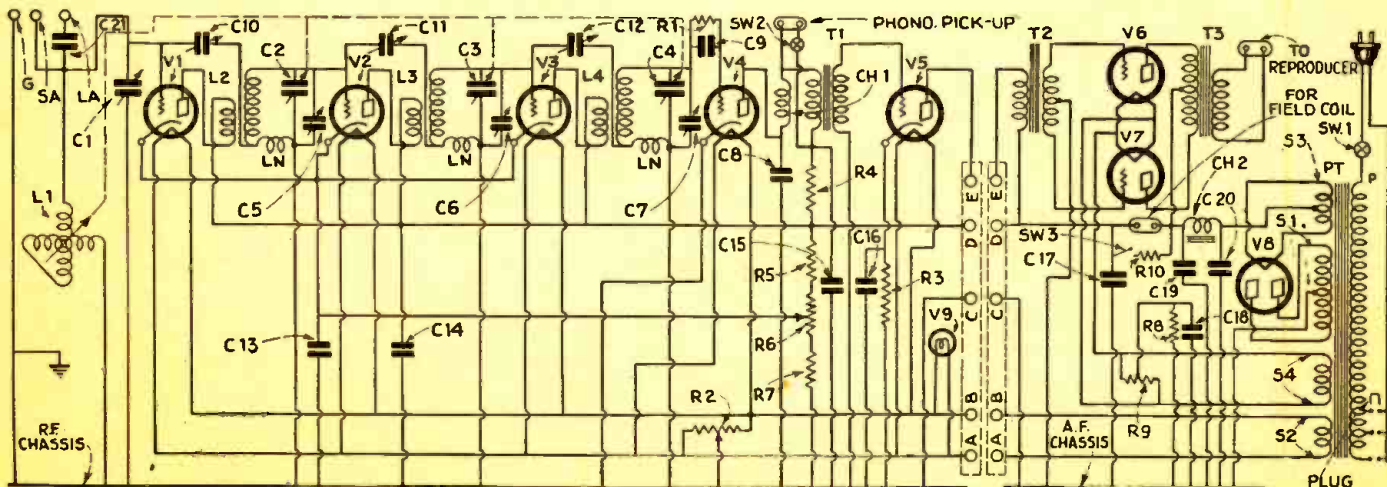 C21
C10
G
SA
LA
C1
V1
L2
C2
C11
V2
L3
C3
C12
R1
V3
L4
C4
C9
V4
SW2
PHONO. PICK-UP
T1
CH1
V5
T2
V6
T3
TO
REPRODUCER
FOR
FIELD COIL
SW.1
V7
S3
PT
P
CH 2
LN
LN
LN
L1
C5
C6
C7
C8
R4
E
E
D
D
C
C
B
B
A
A
C15
C16
R5
R3
R6
R7
V9
SW3
C17
R10
C19
C20
S1.
V8
C18
R8
R9
C13
C14
R2
S4
S2
R.F.
CHASSIS
A.F.
CHASSIS
PLUG